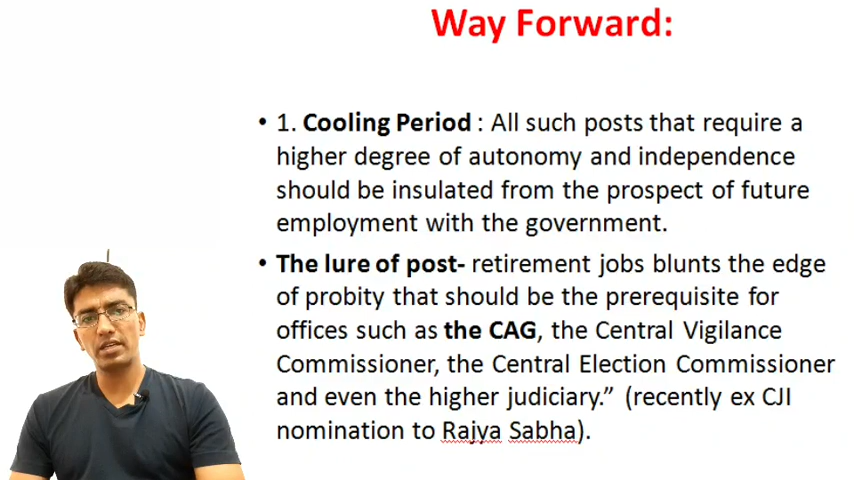 Way Forward:
• 1. Cooling Period : All such posts that require a
higher degree of autonomy and independence
should be insulated from the prospect of future
employment with the government.
• The lure of post- retirement jobs blunts the edge
of probity that should be the prerequisite for
offices such as the CAG, the Central Vigilance
Commissioner, the Central Election Commissioner
and even the higher judiciary.” (recently ex CJI
nomination to Rajya Sabha).